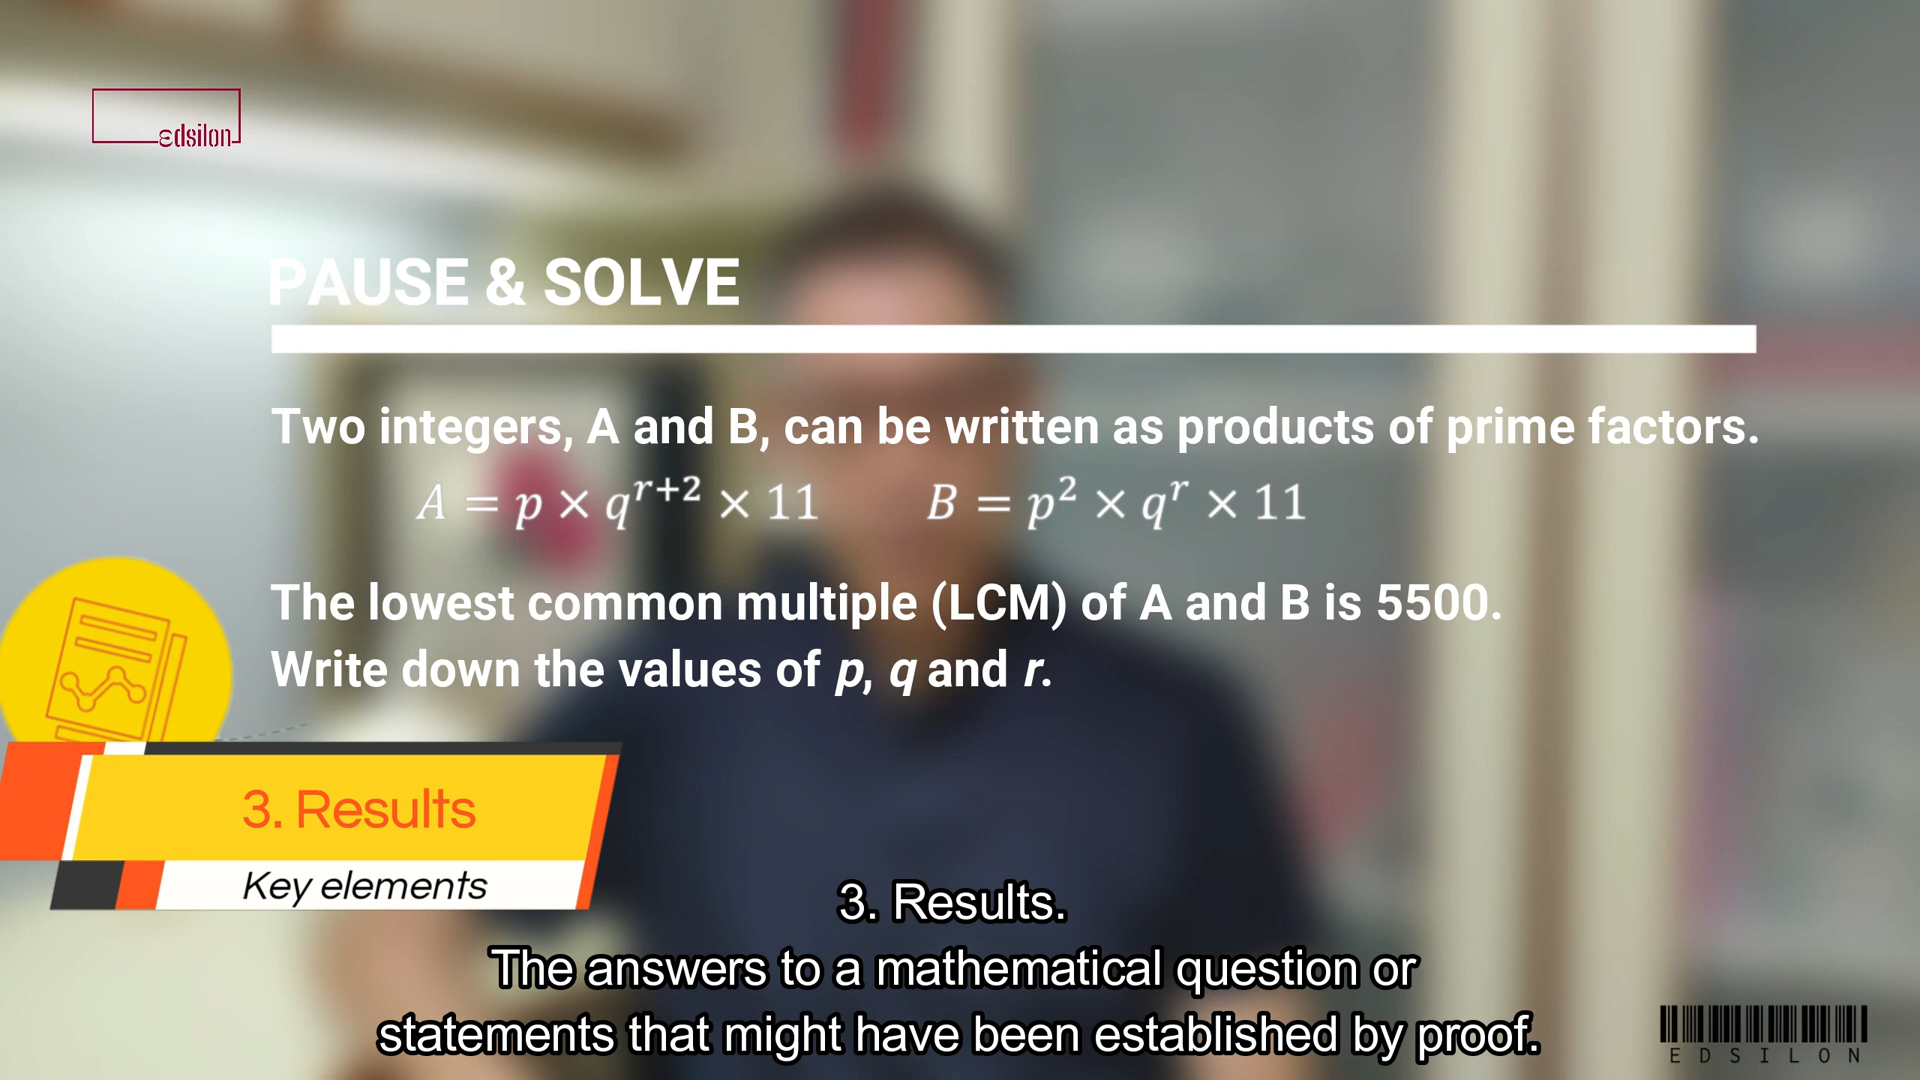 edsilon
PAUSE & SOLVE
Two integers, A and B, can be written as products of prime factors.
A = p × q^{r+2} × 11 B = p² × q^r × 11
The lowest common multiple (LCM) of A and B is 5500.
Write down the values of p, q and r.
3. Results
Key elements
3. Results.
The answers to a mathematical question or
statements that might have been established by proof.
EDSILON